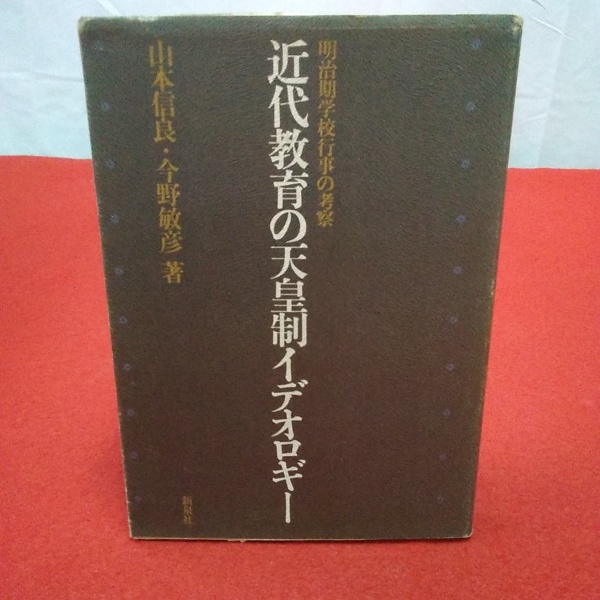 明治期学校行事の考察
近代教育の天皇制イデオロギー
山本信良・今野敏彦 著
新泉社